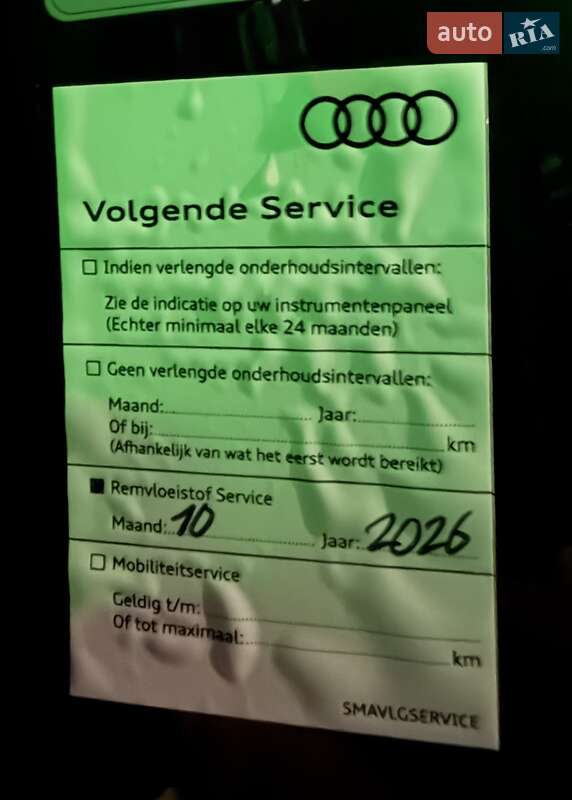 auto RIA .com
Volgende Service
Indien verlengde onderhoudsintervallen:
Zie de indicatie op uw instrumentenpaneel
(Echter minimaal elke 24 maanden)
Geen verlengde onderhoudsintervallen:
Maand: Jaar:
Of bij: km
(Afhankelijk van wat het eerst wordt bereikt)
Remvloeistof Service
Maand: 10 Jaar: 2026
Mobiliteitservice
Geldig t/m:
Of tot maximaal: km
SMAVLGSERVICE